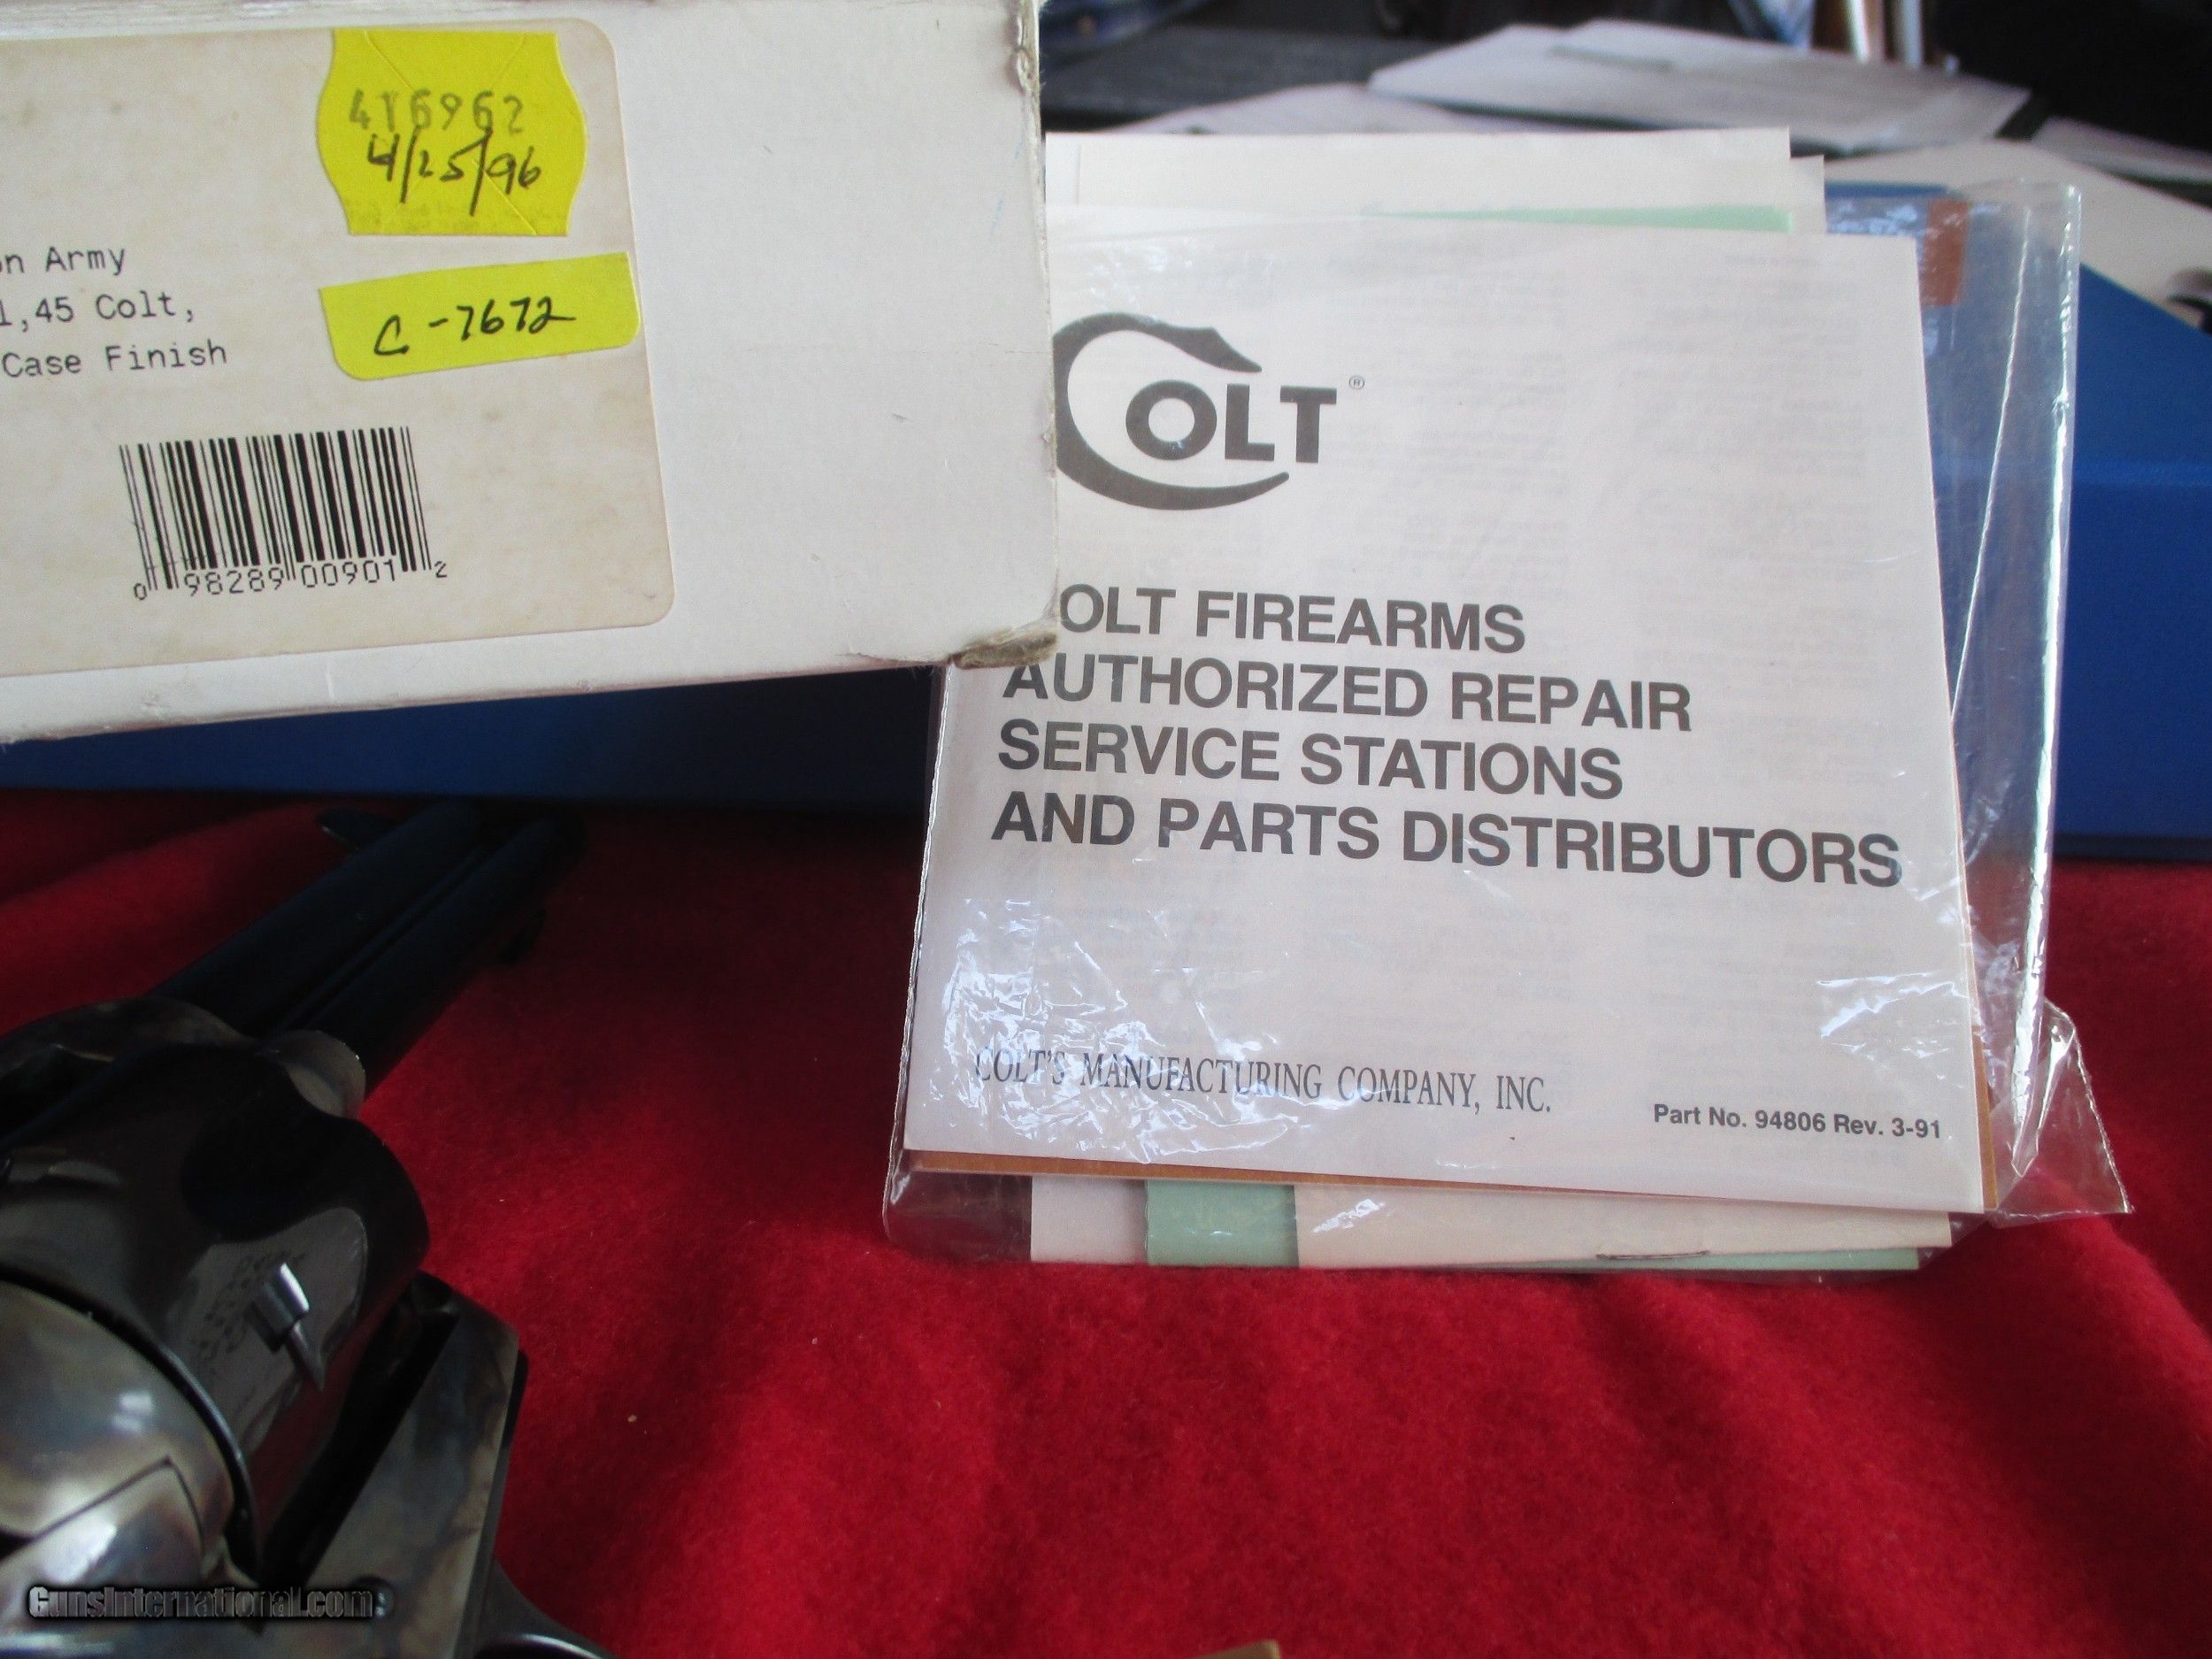 416962
4/25/96
on Army
1,45 Colt,
Case Finish
C-7672
0 98289 00901 2
COLT ®
OLT FIREARMS
AUTHORIZED REPAIR
SERVICE STATIONS
AND PARTS DISTRIBUTORS
COLT'S MANUFACTURING COMPANY, INC.
Part No. 94806 Rev. 3-91
GunsInternational.com